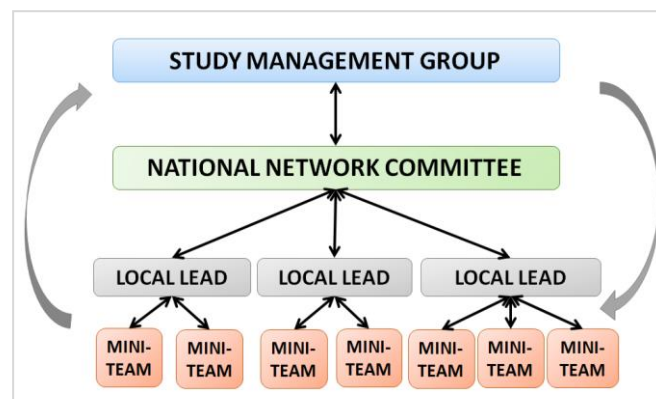 STUDY MANAGEMENT GROUP
NATIONAL NETWORK COMMITTEE
LOCAL LEAD
LOCAL LEAD
LOCAL LEAD
MINI-
TEAM
MINI-
TEAM
MINI-
TEAM
MINI-
TEAM
MINI-
TEAM
MINI-
TEAM
MINI-
TEAM